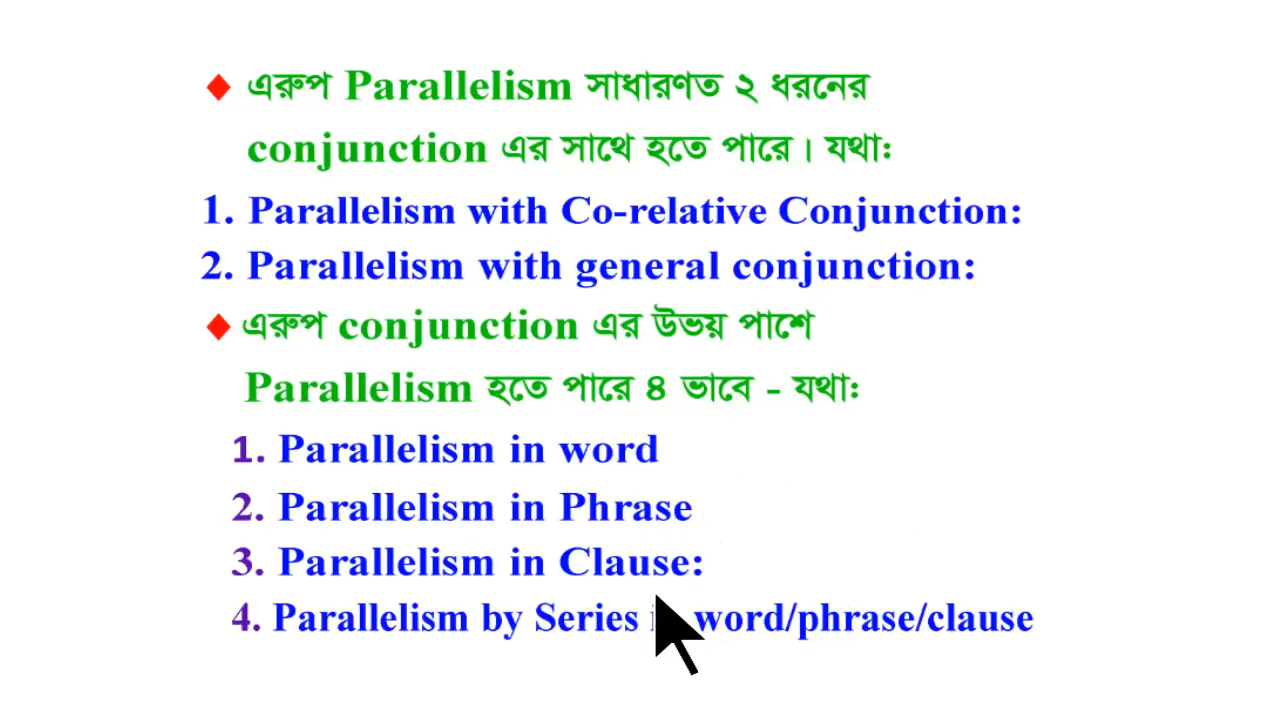 ♦ এরুপ Parallelism সাধারণত ২ ধরনের
conjunction এর সাথে হতে পারে। যথাঃ
1. Parallelism with Co-relative Conjunction:
2. Parallelism with general conjunction:
♦ এরুপ conjunction এর উভয় পাশে
Parallelism হতে পারে ৪ ভাবে - যথাঃ
1. Parallelism in word
2. Parallelism in Phrase
3. Parallelism in Clause:
4. Parallelism by Series word/phrase/clause